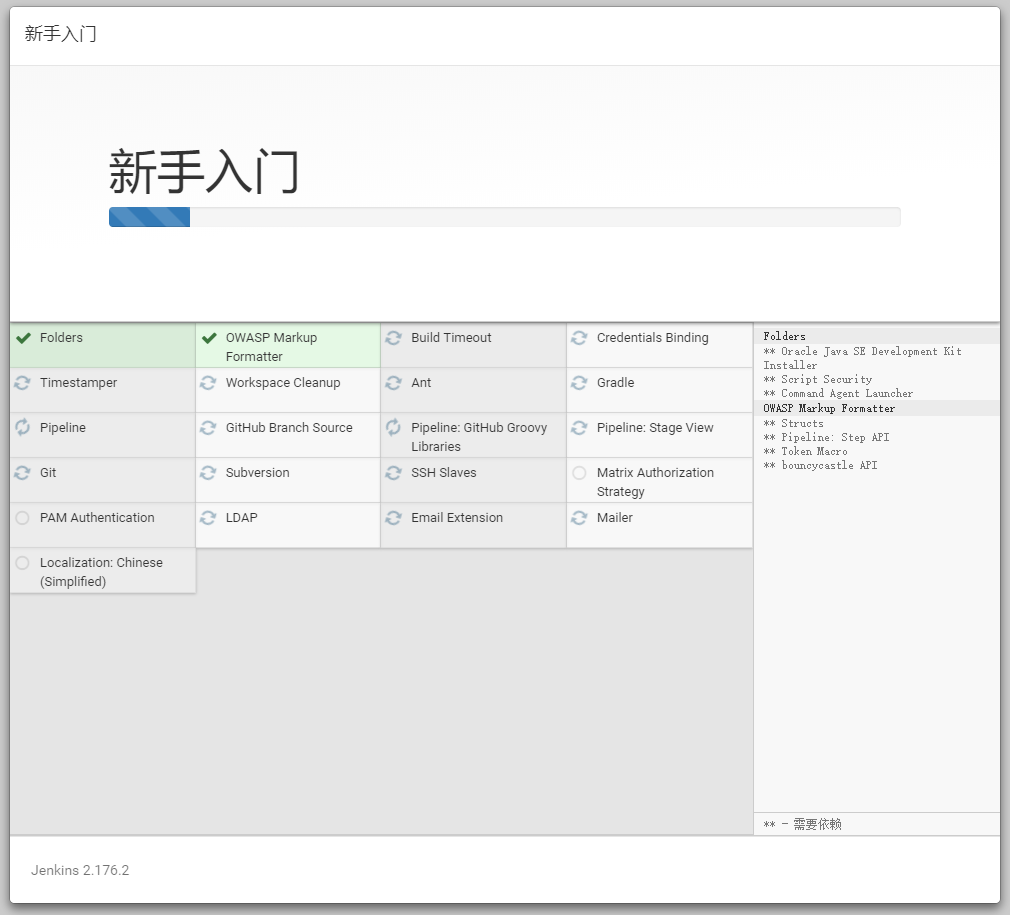 新手入门
新手入门
Folders
OWASP Markup
Formatter
Build Timeout
Credentials Binding
Timestamper
Workspace Cleanup
Ant
Gradle
Pipeline
GitHub Branch Source
Pipeline: GitHub Groovy
Libraries
Pipeline: Stage View
Git
Subversion
SSH Slaves
Matrix Authorization
Strategy
PAM Authentication
LDAP
Email Extension
Mailer
Localization: Chinese
(Simplified)
Folders
** Oracle Java SE Development Kit
Installer
** Script Security
** Command Agent Launcher
OWASP Markup Formatter
** Structs
** Pipeline: Step API
** Token Macro
** bouncycastle API
** - 需要依赖
Jenkins 2.176.2